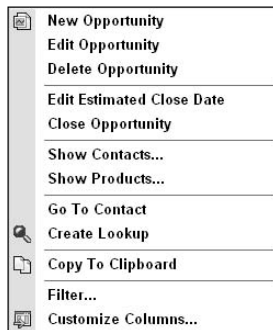 New Opportunity
Edit Opportunity
Delete Opportunity
Edit Estimated Close Date
Close Opportunity
Show Contacts...
Show Products...
Go To Contact
Create Lookup
Copy To Clipboard
Filter...
Customize Columns...